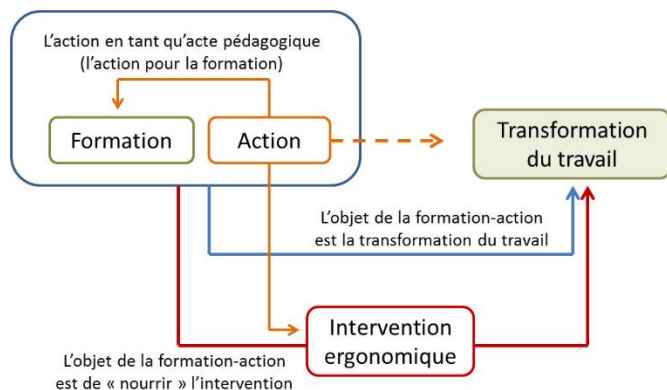 L’action en tant qu’acte pédagogique
(l’action pour la formation)
Formation
Action
Transformation
du travail
L’objet de la formation-action
est la transformation du travail
Intervention
ergonomique
L’objet de la formation-action
est de « nourrir » l’intervention